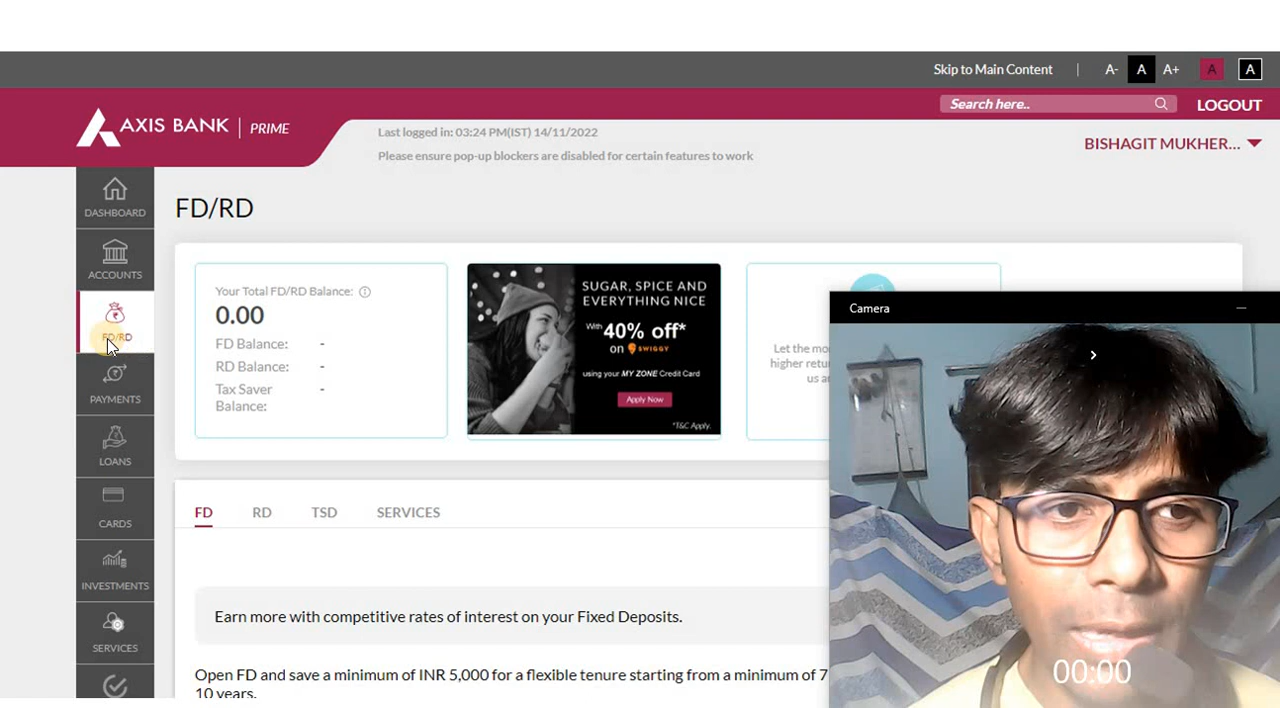 Skip to Main Content | A- A A+ A A
Search here.. LOGOUT
AXIS BANK | PRIME
Last logged in: 03:24 PM(IST) 14/11/2022
Please ensure pop-up blockers are disabled for certain features to work
BISHAGIT MUKHER...
DASHBOARD
ACCOUNTS
FD/RD
PAYMENTS
LOANS
CARDS
INVESTMENTS
SERVICES
FD/RD
Your Total FD/RD Balance:
0.00
FD Balance: -
RD Balance: -
Tax Saver -
Balance:
SUGAR, SPICE AND
EVERYTHING NICE
With 40% off*
on SWIGGY
using your MY ZONE Credit Card
Apply Now
*T&C Apply.
Let the mo
higher retu
us a
Camera
FD RD TSD SERVICES
Earn more with competitive rates of interest on your Fixed Deposits.
Open FD and save a minimum of INR 5,000 for a flexible tenure starting from a minimum of 7
10 years.
00:00